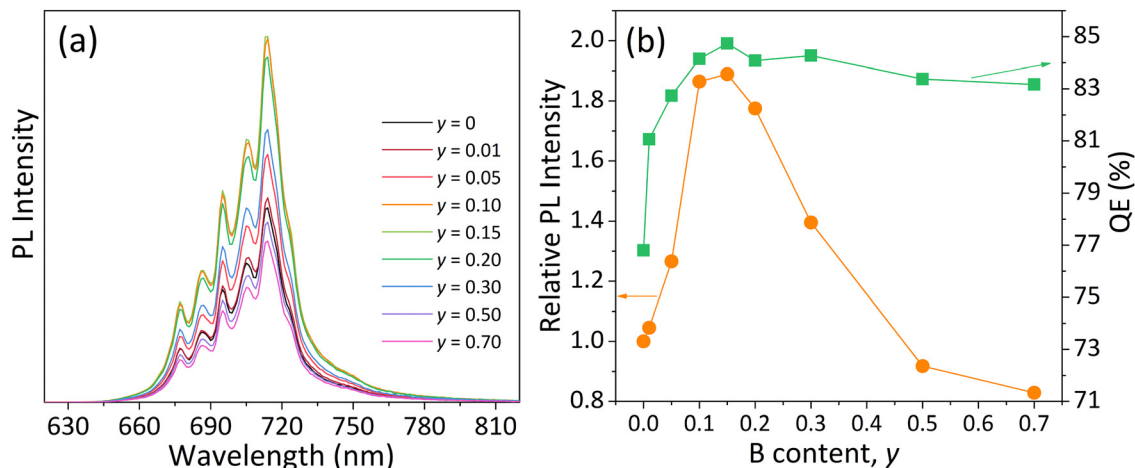 (a)
PL Intensity
y = 0
y = 0.01
y = 0.05
y = 0.10
y = 0.15
y = 0.20
y = 0.30
y = 0.50
y = 0.70
630 660 690 720 750 780 810
Wavelength (nm)
(b)
Relative PL Intensity
2.0
1.8
1.6
1.4
1.2
1.0
0.8
85
83
81
79
77
75
73
71
QE (%)
0.0 0.1 0.2 0.3 0.4 0.5 0.6 0.7
B content, y